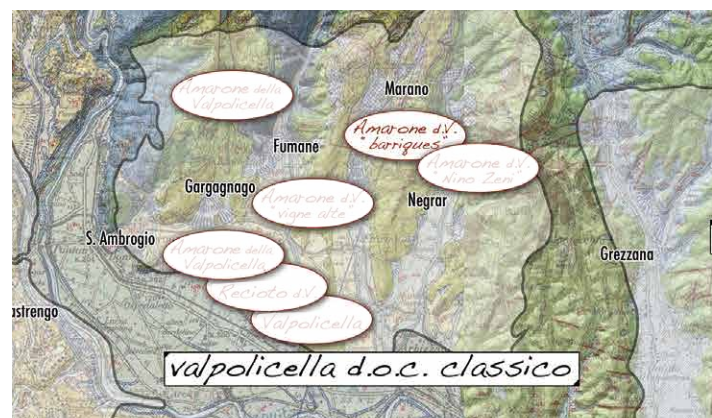 Marano
Amarone della
Valpolicella
Amarone d.V.
"barriques"
Fumane
Amarone d.V.
"Nino Zeni"
Gargagnago
Amarone d.V.
"vigne alte"
Negrar
S. Ambrogio
Amarone della
Valpolicella
Grezzana
Recioto d.V.
astrengo
Valpolicella
valpolicella d.o.c. classico